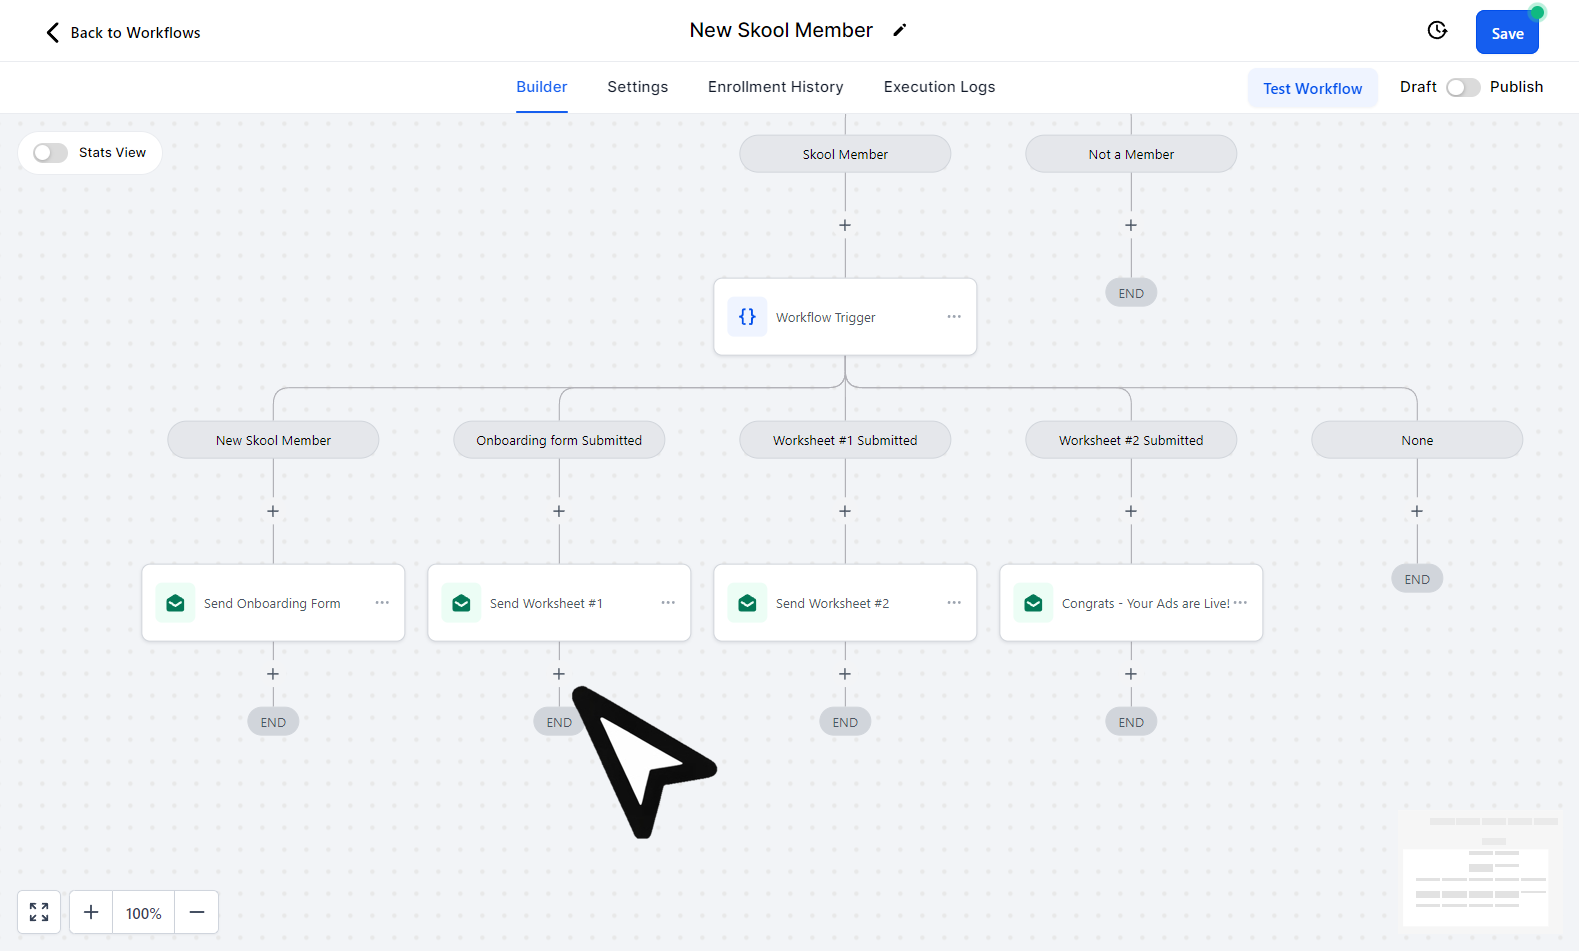 Back to Workflows
New Skool Member
Save
Builder
Settings
Enrollment History
Execution Logs
Test Workflow
Draft
Publish
Stats View
Skool Member
Not a Member
END
Workflow Trigger
New Skool Member
Onboarding form Submitted
Worksheet #1 Submitted
Worksheet #2 Submitted
None
Send Onboarding Form
Send Worksheet #1
Send Worksheet #2
Congrats - Your Ads are Live!
END
END
END
END
END
100%